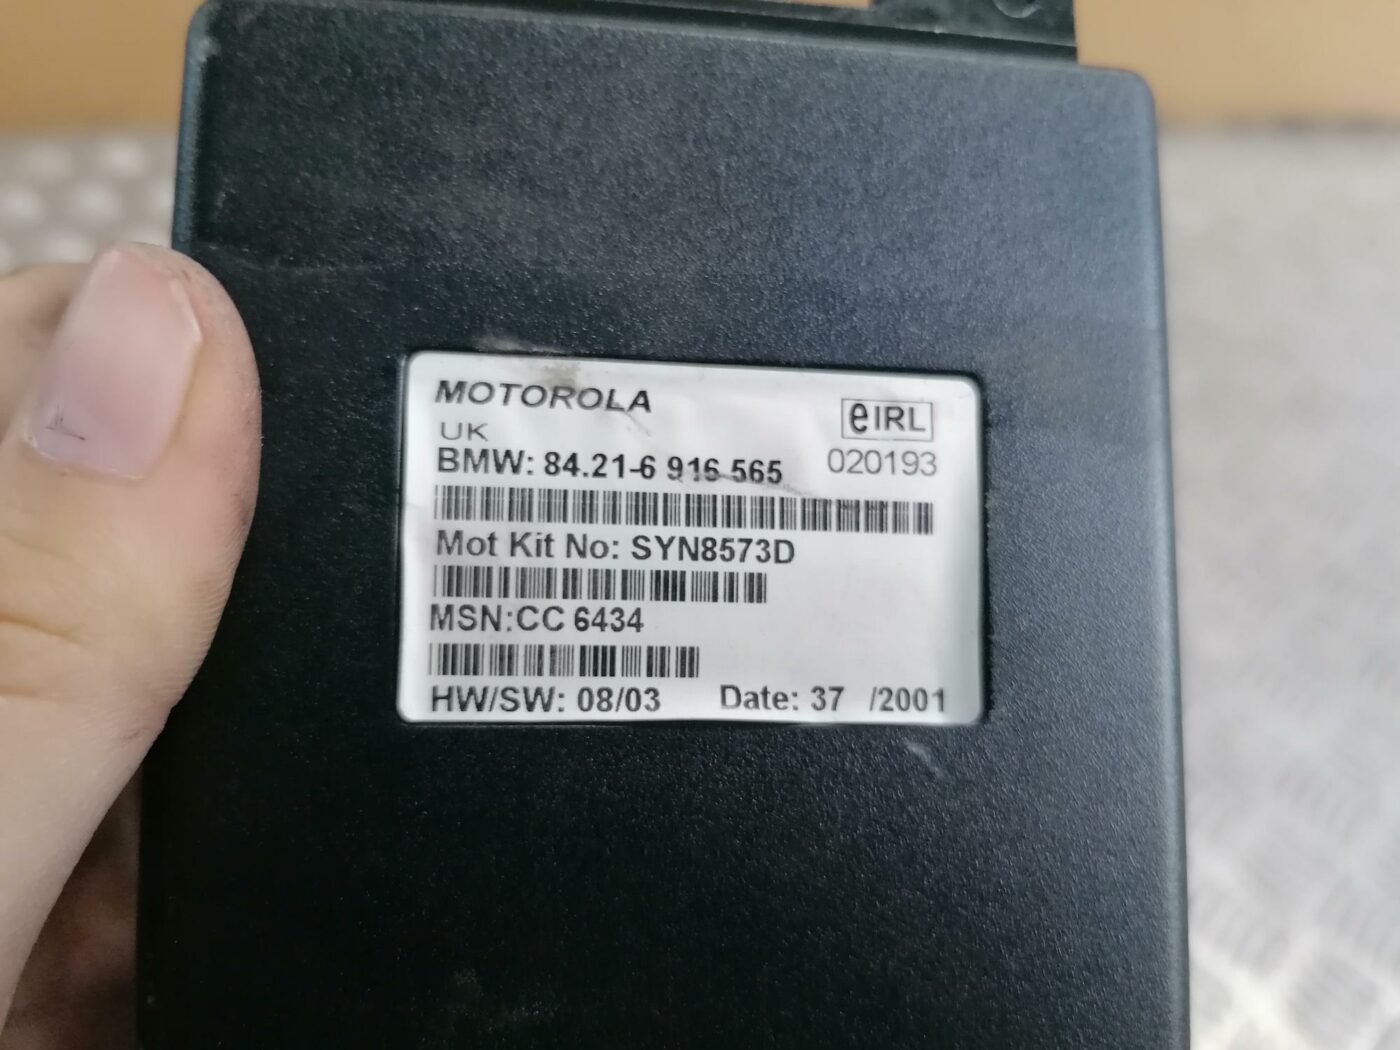 MOTOROLA
eIRL
UK
020193
BMW: 84.21-6 916 565
Mot Kit No: SYN8573D
MSN:CC 6434
HW/SW: 08/03 Date: 37 /2001